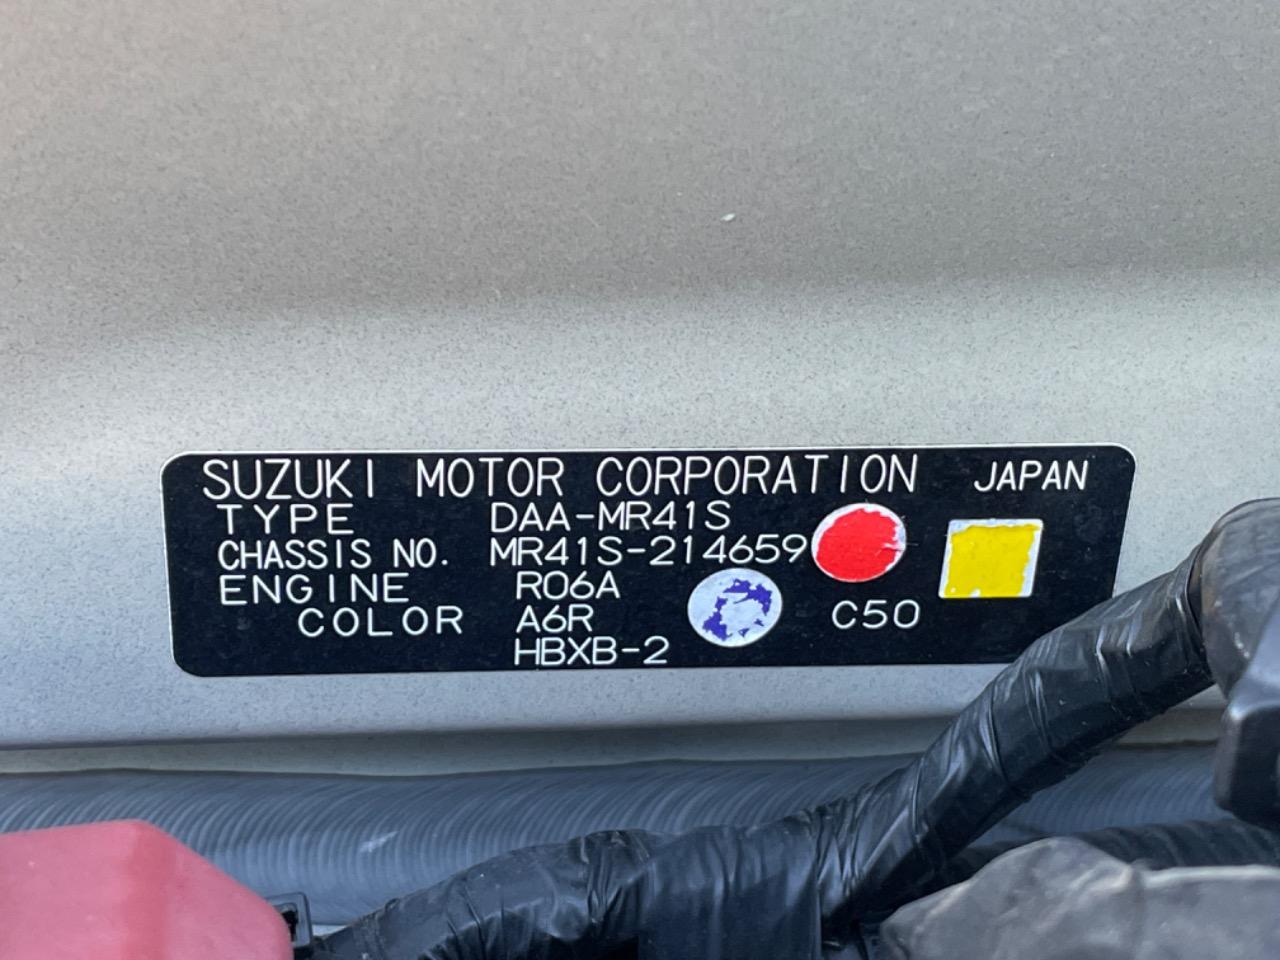 SUZUKI MOTOR CORPORATION JAPAN
TYPE DAA-MR41S
CHASSIS NO. MR41S-214659
ENGINE R06A
COLOR A6R C50
HBXB-2